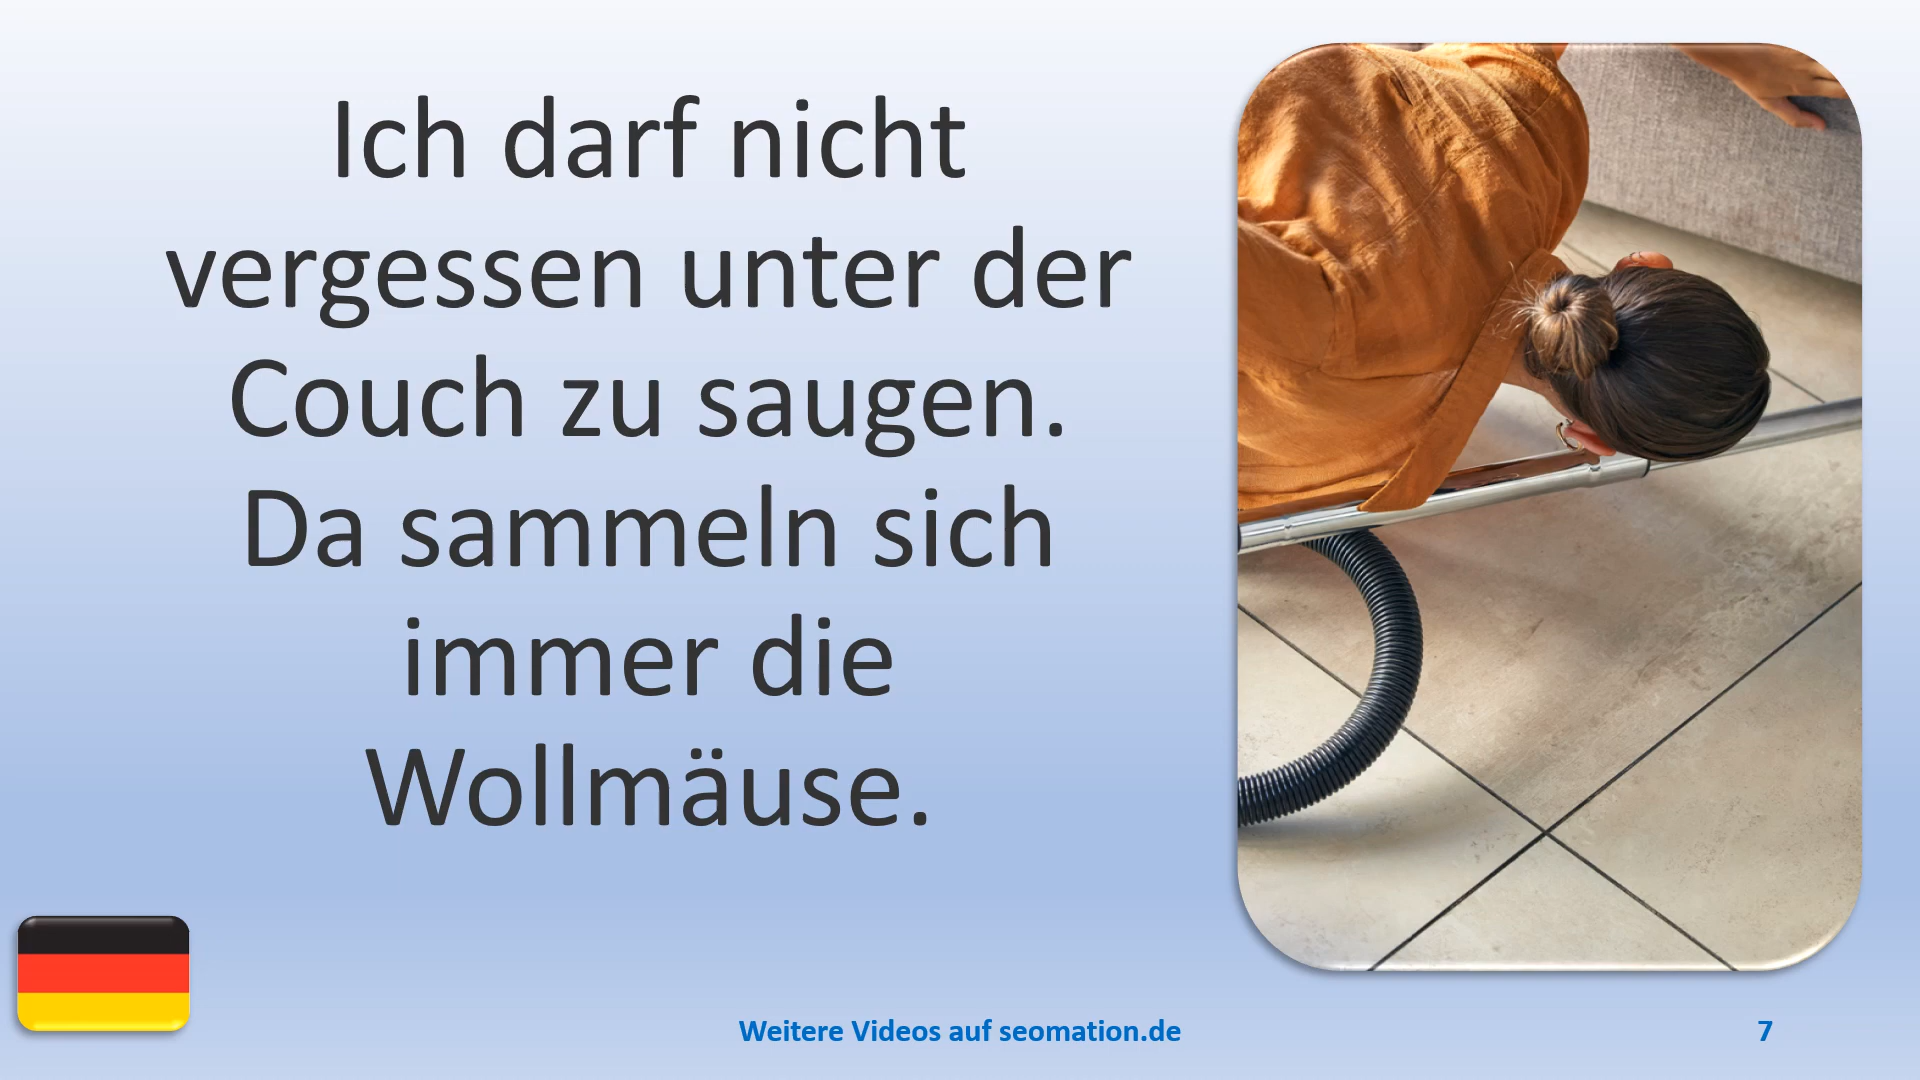 Ich darf nicht
vergessen unter der
Couch zu saugen.
Da sammeln sich
immer die
Wollmäuse.
Weitere Videos auf seomation.de
7